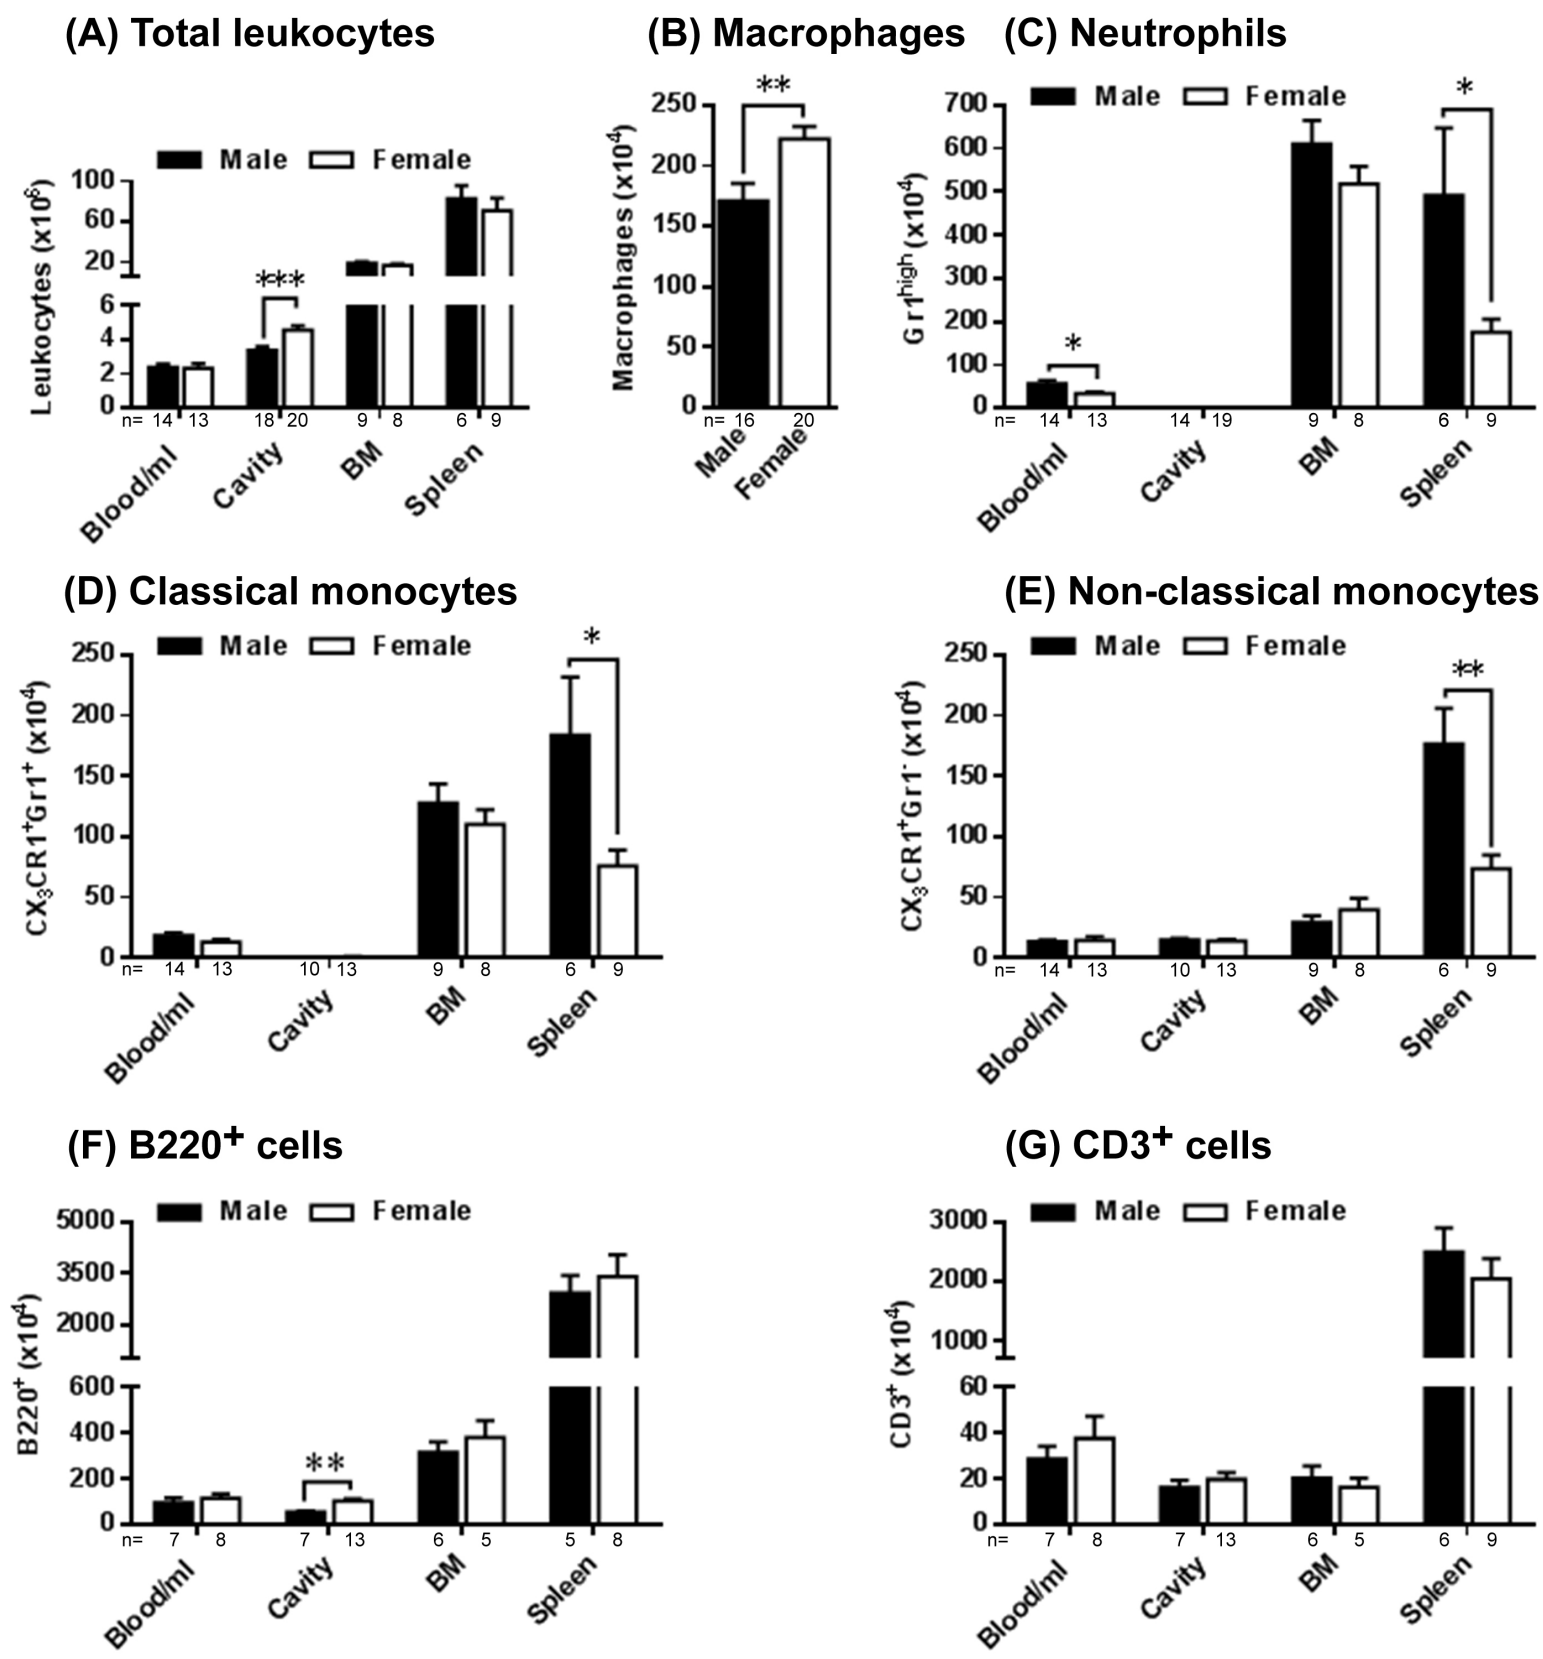 (A) Total leukocytes
Male Female
Leukocytes (x10⁶)
100
60
20
6
4
2
0
***
n= 14 13 18 20 9 8 6 9
Blood/ml Cavity BM Spleen
(B) Macrophages
Macrophages (x10⁴)
250
200
150
100
50
0
**
n= 16 20
Male Female
(C) Neutrophils
Male Female
Gr1ʰⁱᵍʰ (x10⁴)
700
600
500
400
300
200
100
0
*
*
n= 14 13 14 19 9 8 6 9
Blood/ml Cavity BM Spleen
(D) Classical monocytes
Male Female
CX₃CR1⁺Gr1⁺ (x10⁴)
250
200
150
100
50
0
*
n= 14 13 10 13 9 8 6 9
Blood/ml Cavity BM Spleen
(E) Non-classical monocytes
Male Female
CX₃CR1⁺Gr1⁻ (x10⁴)
250
200
150
100
50
0
**
n= 14 13 10 13 9 8 6 9
Blood/ml Cavity BM Spleen
(F) B220⁺ cells
Male Female
B220⁺ (x10⁴)
5000
3500
2000
600
400
200
0
**
n= 7 8 7 13 6 5 5 8
Blood/ml Cavity BM Spleen
(G) CD3⁺ cells
Male Female
CD3⁺ (x10⁴)
3000
2000
1000
60
40
20
0
n= 7 8 7 13 6 5 6 9
Blood/ml Cavity BM Spleen